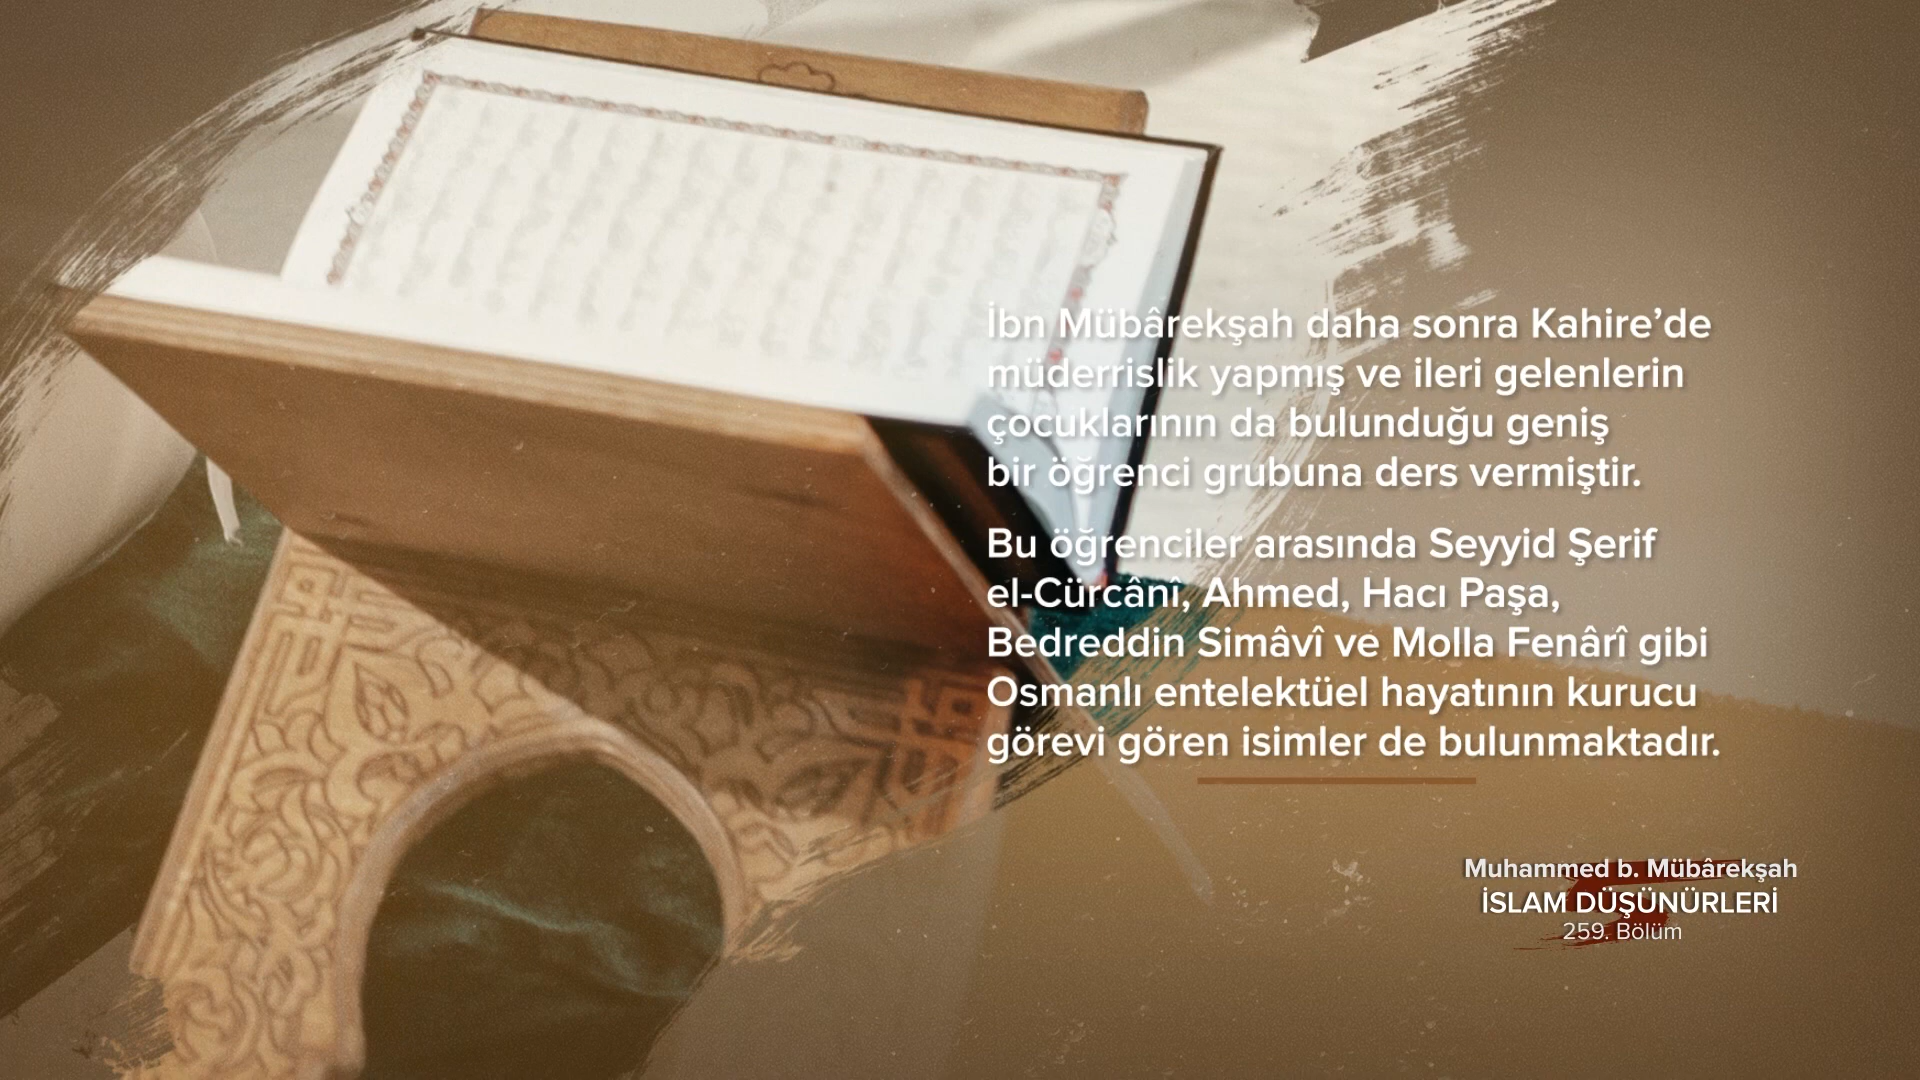 İbn Mübârekşah daha sonra Kahire’de
müderrislik yapmış ve ileri gelenlerin
çocuklarının da bulunduğu geniş
bir öğrenci grubuna ders vermiştir.
Bu öğrenciler arasında Seyyid Şerif
el-Cürcânî, Ahmed, Hacı Paşa,
Bedreddin Simâvî ve Molla Fenârî gibi
Osmanlı entelektüel hayatının kurucu
görevi gören isimler de bulunmaktadır.
Muhammed b. Mübârekşah
İSLAM DÜŞÜNÜRLERİ
259. Bölüm